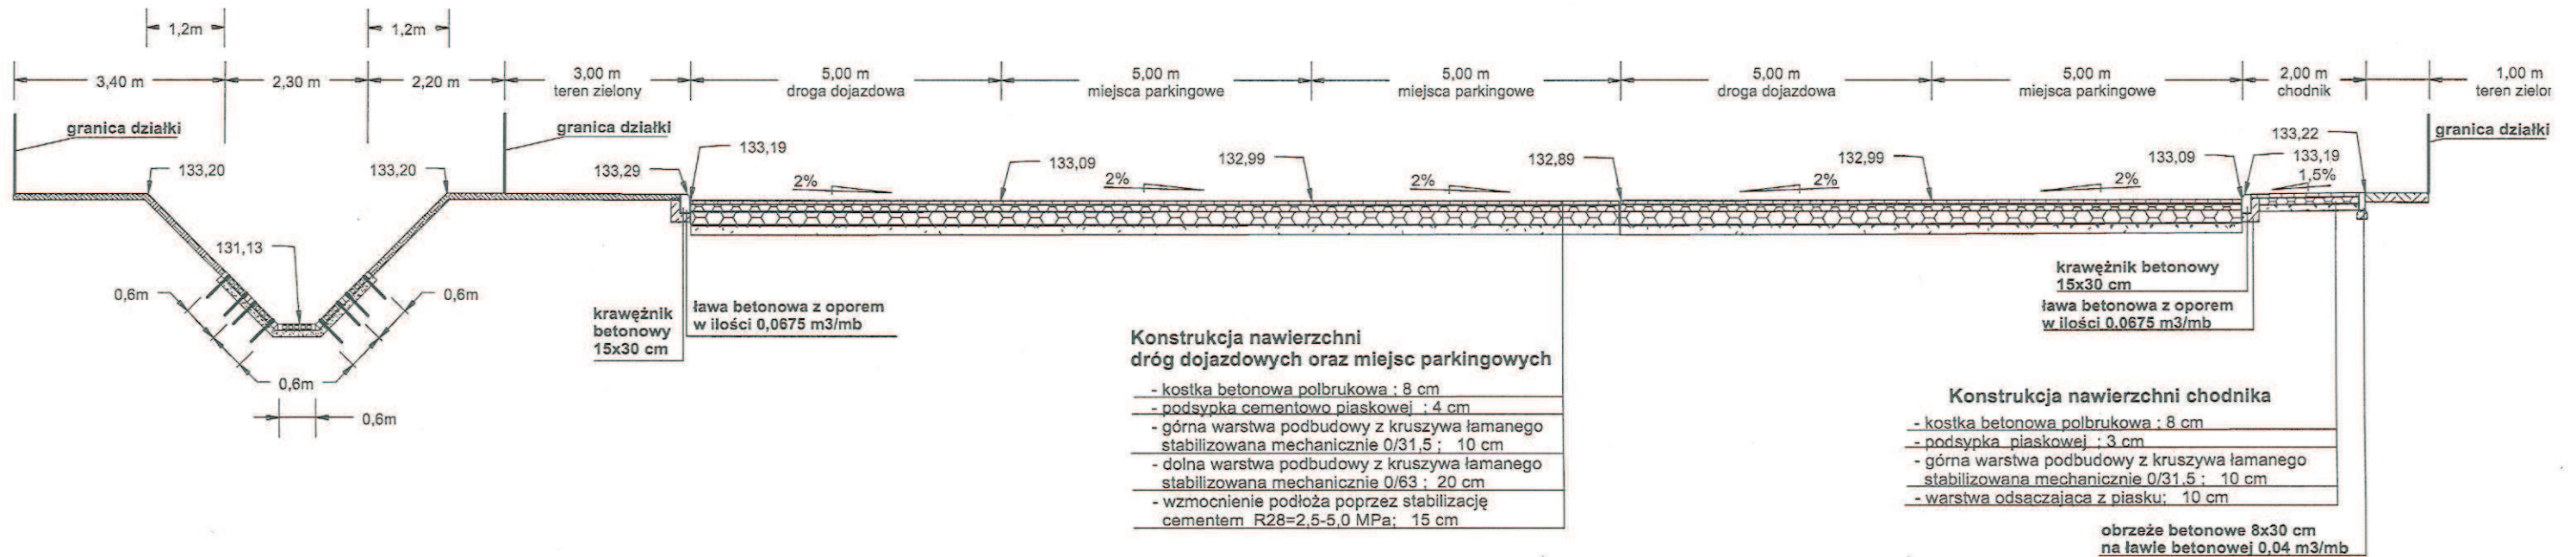 1,2m
1,2m
3,40 m
2,30 m
2,20 m
3,00 m
teren zielony
5,00 m
droga dojazdowa
5,00 m
miejsca parkingowe
5,00 m
miejsca parkingowe
5,00 m
droga dojazdowa
5,00 m
miejsca parkingowe
2,00 m
chodnik
1,00 m
teren zielor
granica działki
granica działki
granica działki
133,20
133,20
133,29
133,19
133,09
132,99
132,89
132,99
133,09
133,22
133,19
2%
2%
2%
2%
2%
1,5%
131,13
0,6m
0,6m
0,6m
0,6m
krawężnik
betonowy
15x30 cm
ława betonowa z oporem
w ilości 0,0675 m3/mb
krawężnik betonowy
15x30 cm
ława betonowa z oporem
w ilości 0.0675 m3/mb
Konstrukcja nawierzchni
dróg dojazdowych oraz miejsc parkingowych
- kostka betonowa polbrukowa ; 8 cm
- podsypka cementowo piaskowej ; 4 cm
- górna warstwa podbudowy z kruszywa łamanego
stabilizowana mechanicznie 0/31,5 ; 10 cm
- dolna warstwa podbudowy z kruszywa łamanego
stabilizowana mechanicznie 0/63 ; 20 cm
- wzmocnienie podłoża poprzez stabilizację
cementem R28=2,5-5,0 MPa; 15 cm
Konstrukcja nawierzchni chodnika
- kostka betonowa polbrukowa ; 8 cm
- podsypka piaskowej ; 3 cm
- górna warstwa podbudowy z kruszywa łamanego
stabilizowana mechanicznie 0/31.5 ; 10 cm
- warstwa odsączająca z piasku; 10 cm
obrzeże betonowe 8x30 cm
na ławie betonowej 0,04 m3/mb